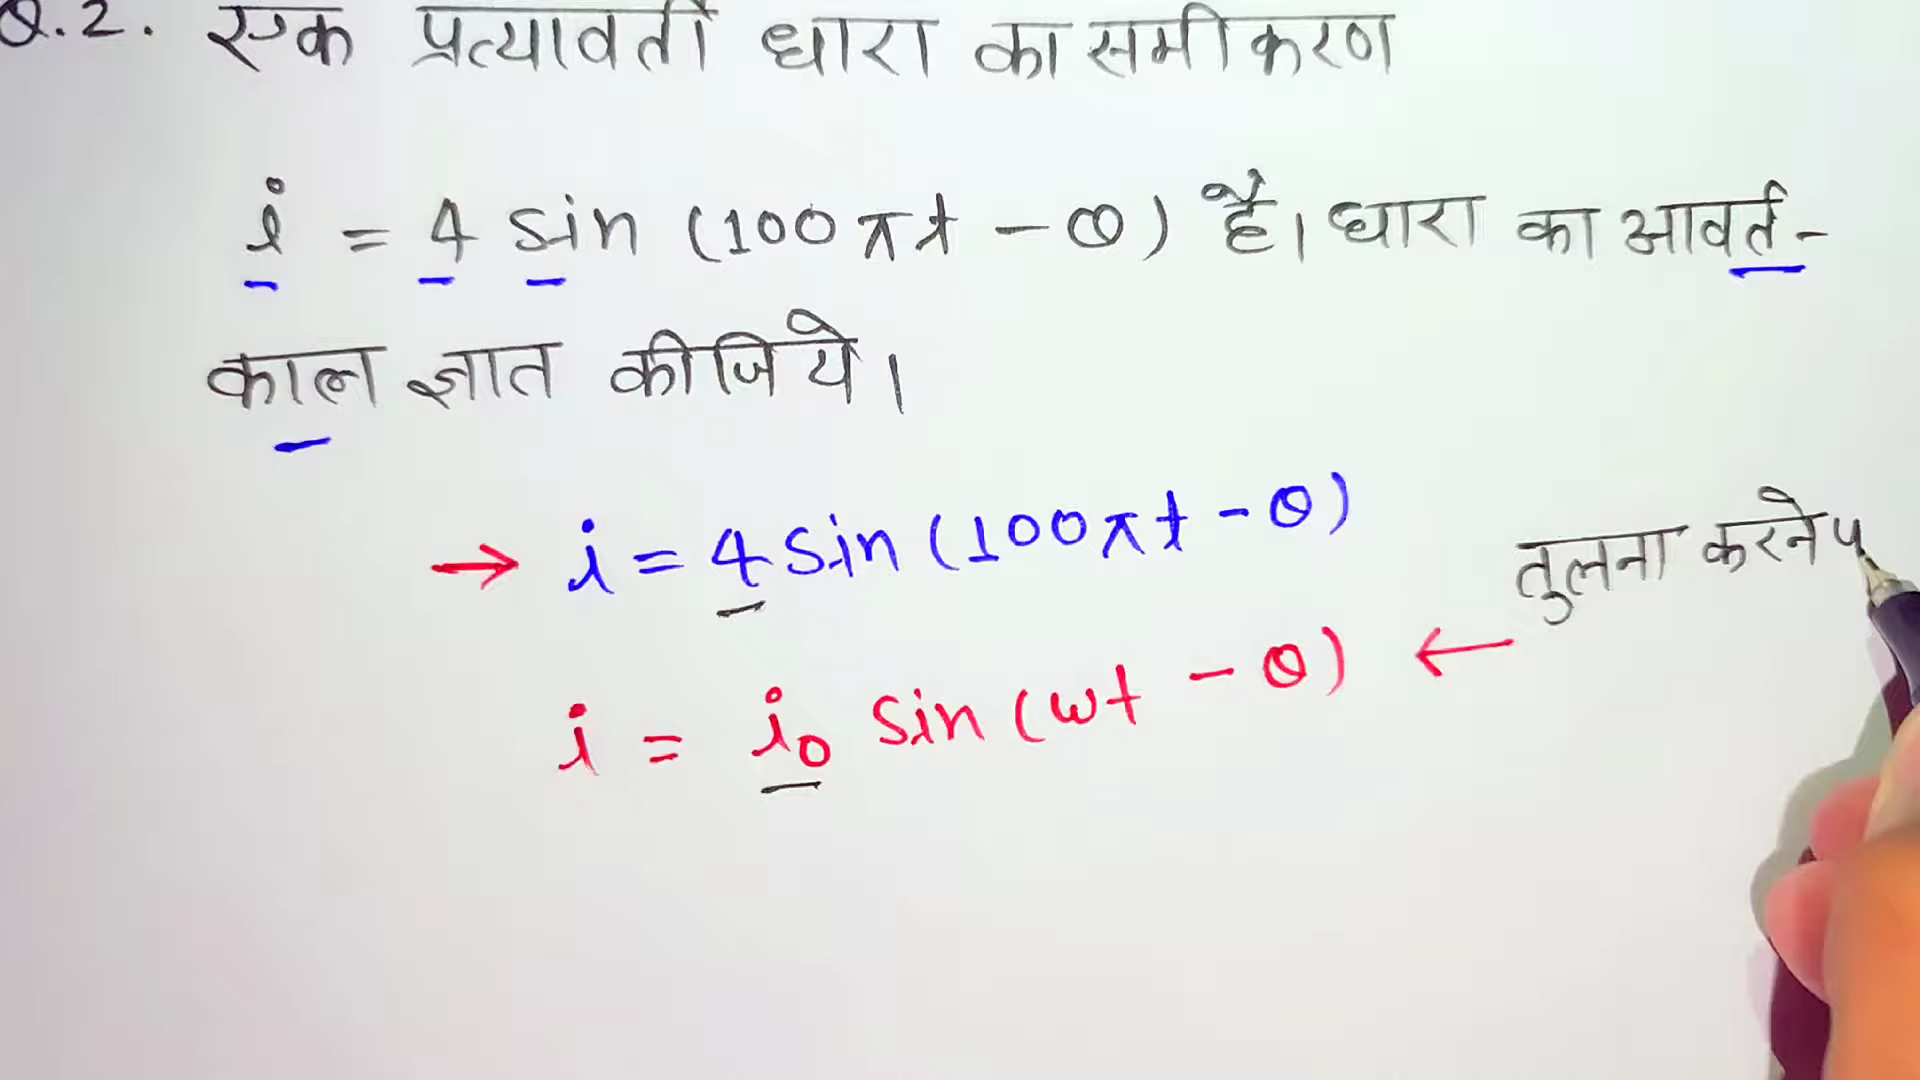 Q.2. एक प्रत्यावर्ती धारा का समीकरण
i = 4 sin (100πt - θ) है। धारा का आवर्त-
काल ज्ञात कीजिये।
→ i = 4 sin (100πt - θ)
तुलना करने प
i = i₀ sin (ωt - θ) ←